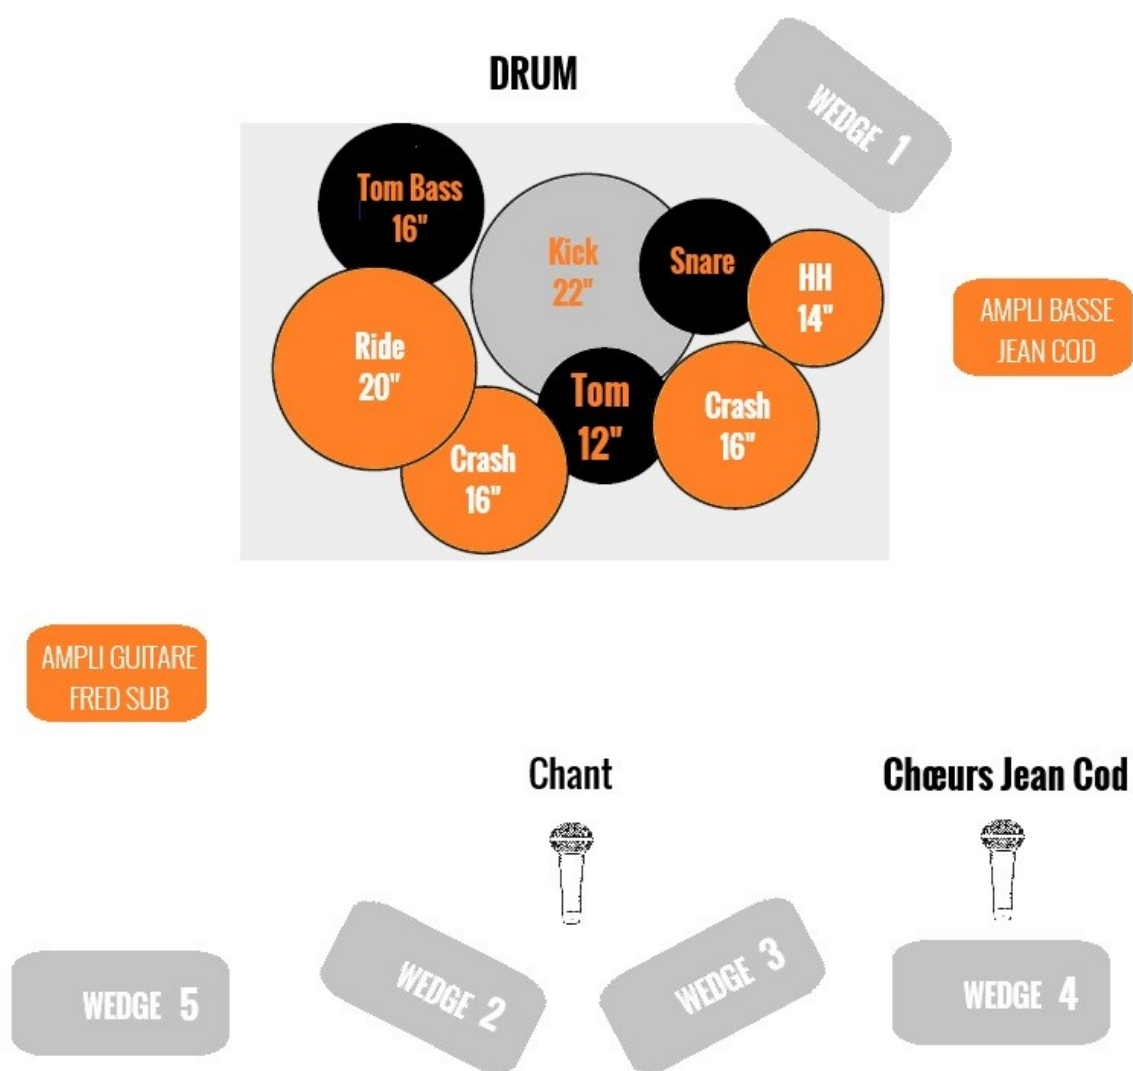 DRUM
WEDGE 1
Tom Bass
16"
Kick
22"
Snare
HH
14"
AMPLI BASSE
JEAN COD
Ride
20"
Tom
12"
Crash
16"
Crash
16"
AMPLI GUITARE
FRED SUB
Chant
Chœurs Jean Cod
WEDGE 5
WEDGE 2
WEDGE 3
WEDGE 4